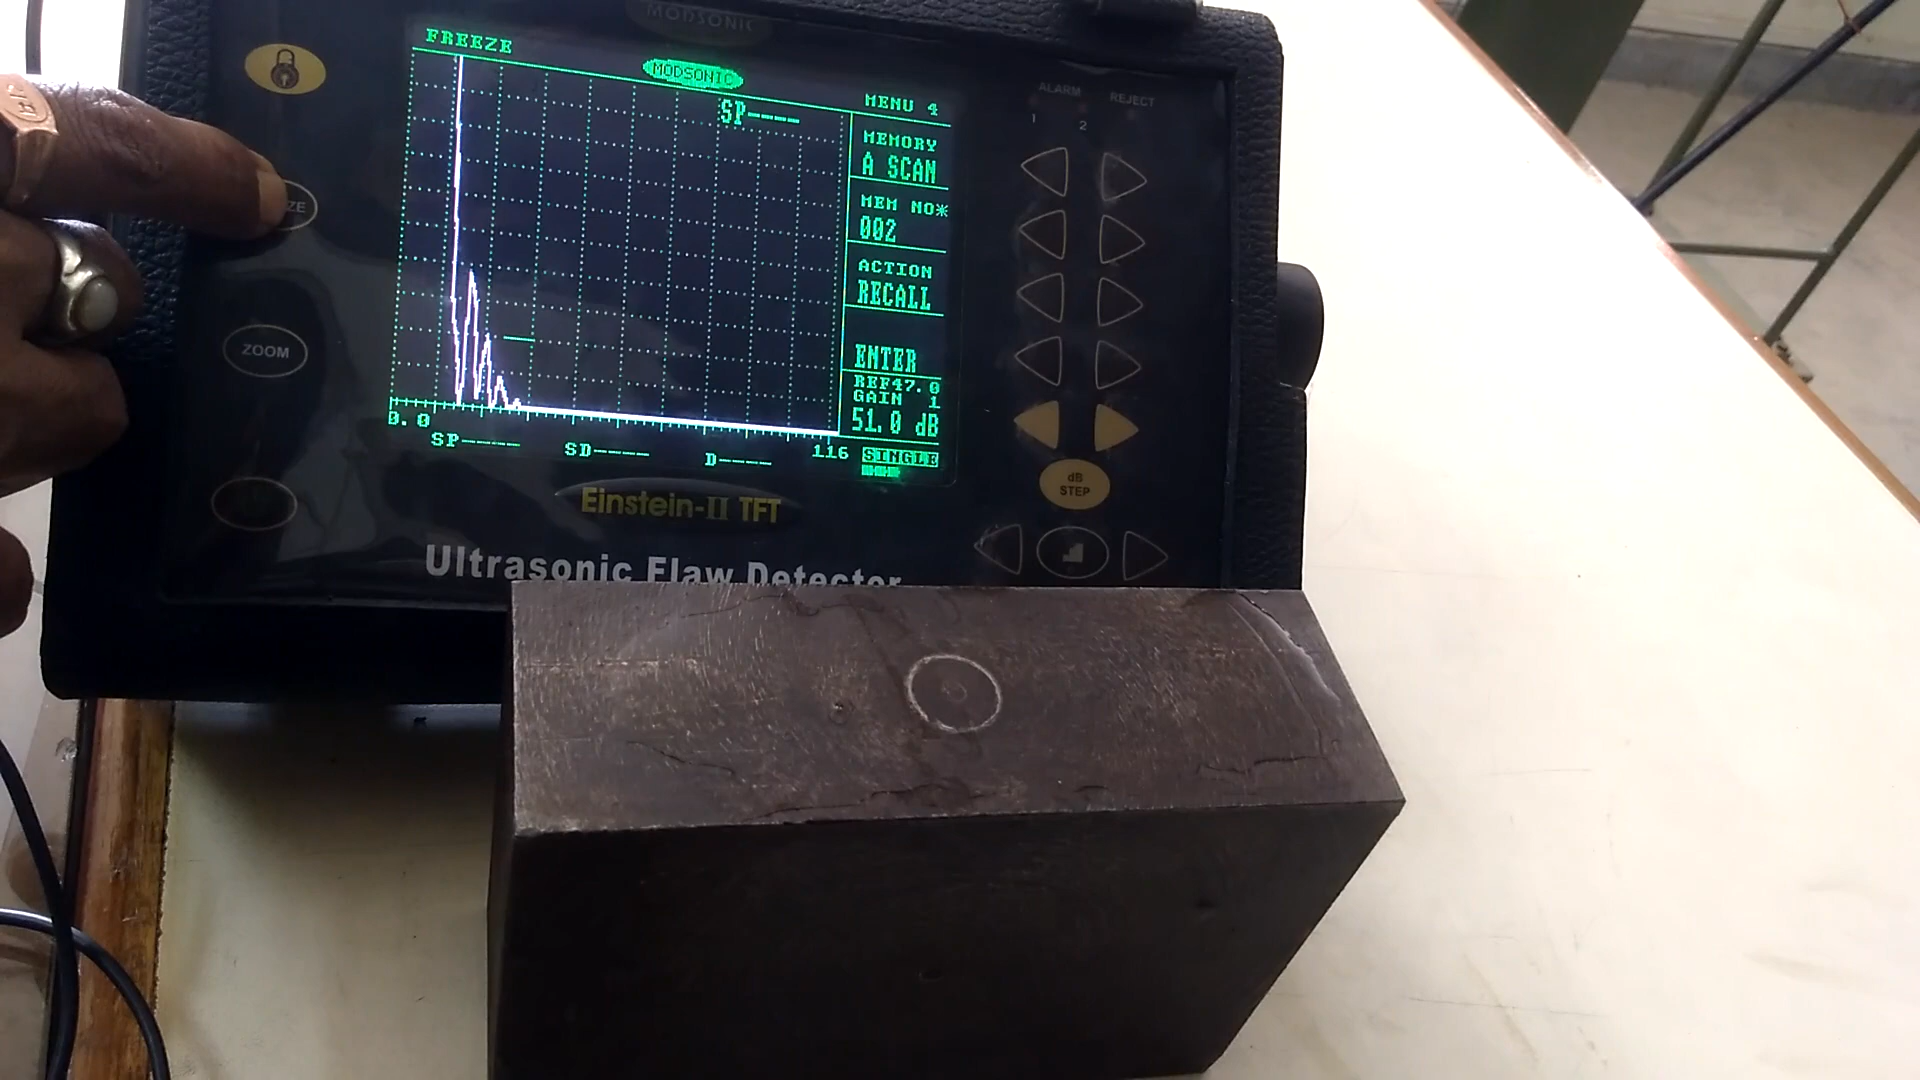 MODSONIC
FREEZE
MODSONIC
MENU 4
SP-----
MEMORY
A SCAN
MEM NO*
002
ACTION
RECALL
ENTER
REF47.0
GAIN 1
51.0 dB
0.0
116
SINGLE
SP-----
SD-----
D-----
ALARM
REJECT
1
2
ZE
ZOOM
dB
STEP
Einstein-II TFT
Ultrasonic Flaw Detector